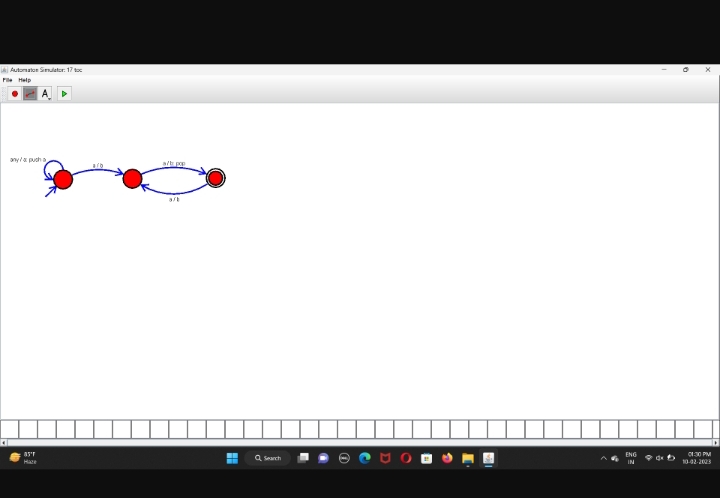 Automaton Simulator: 17 toc
File Help
A
any / a: push a
a / b
a / b: pop
a / b
85°F
Haze
Search
ENG
IN
01:30 PM
10-02-2023